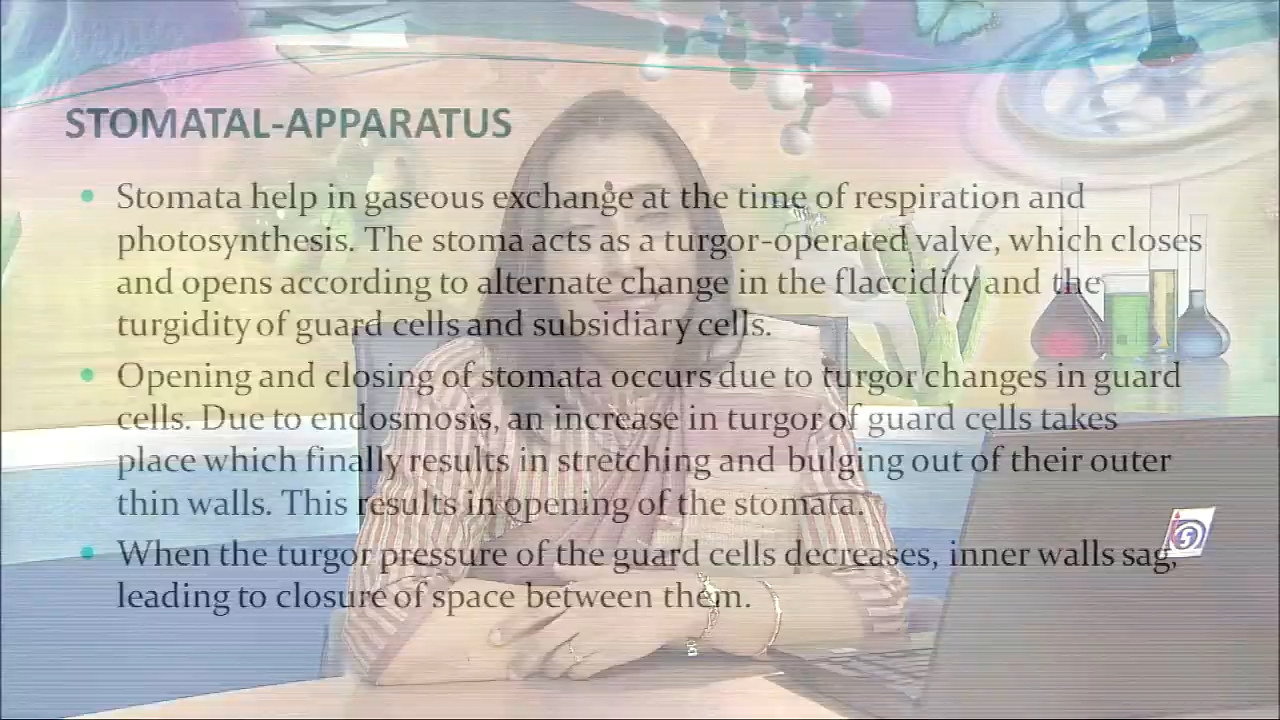 STOMATAL-APPARATUS
Stomata help in gaseous exchange at the time of respiration and
photosynthesis. The stoma acts as a turgor-operated valve, which closes
and opens according to alternate change in the flaccidity and the
turgidity of guard cells and subsidiary cells.
Opening and closing of stomata occurs due to turgor changes in guard
cells. Due to endosmosis, an increase in turgor of guard cells takes
place which finally results in stretching and bulging out of their outer
thin walls. This results in opening of the stomata.
When the turgor pressure of the guard cells decreases, inner walls sag,
leading to closure of space between them.